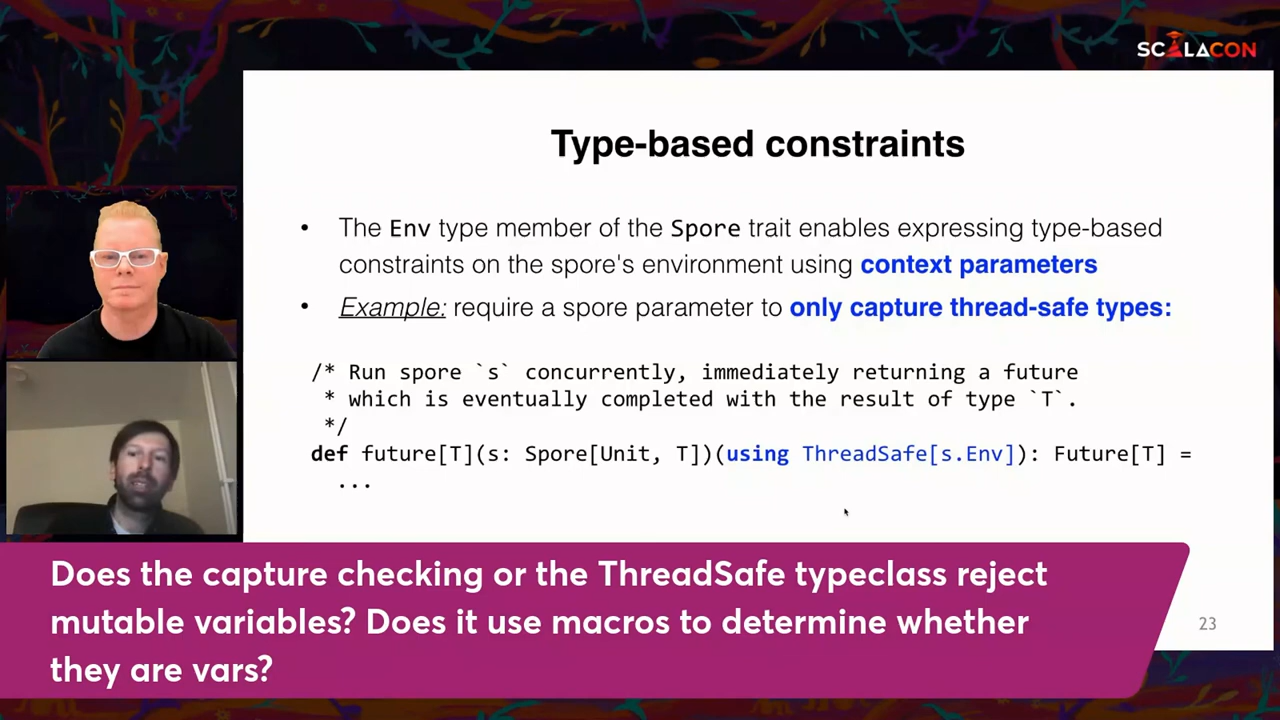 SCALACON
Type-based constraints
• The Env type member of the Spore trait enables expressing type-based
constraints on the spore's environment using context parameters
• Example: require a spore parameter to only capture thread-safe types:
/* Run spore `s` concurrently, immediately returning a future
* which is eventually completed with the result of type `T`.
*/
def future[T](s: Spore[Unit, T])(using ThreadSafe[s.Env]): Future[T] =
...
Does the capture checking or the ThreadSafe typeclass reject
mutable variables? Does it use macros to determine whether
they are vars?
23